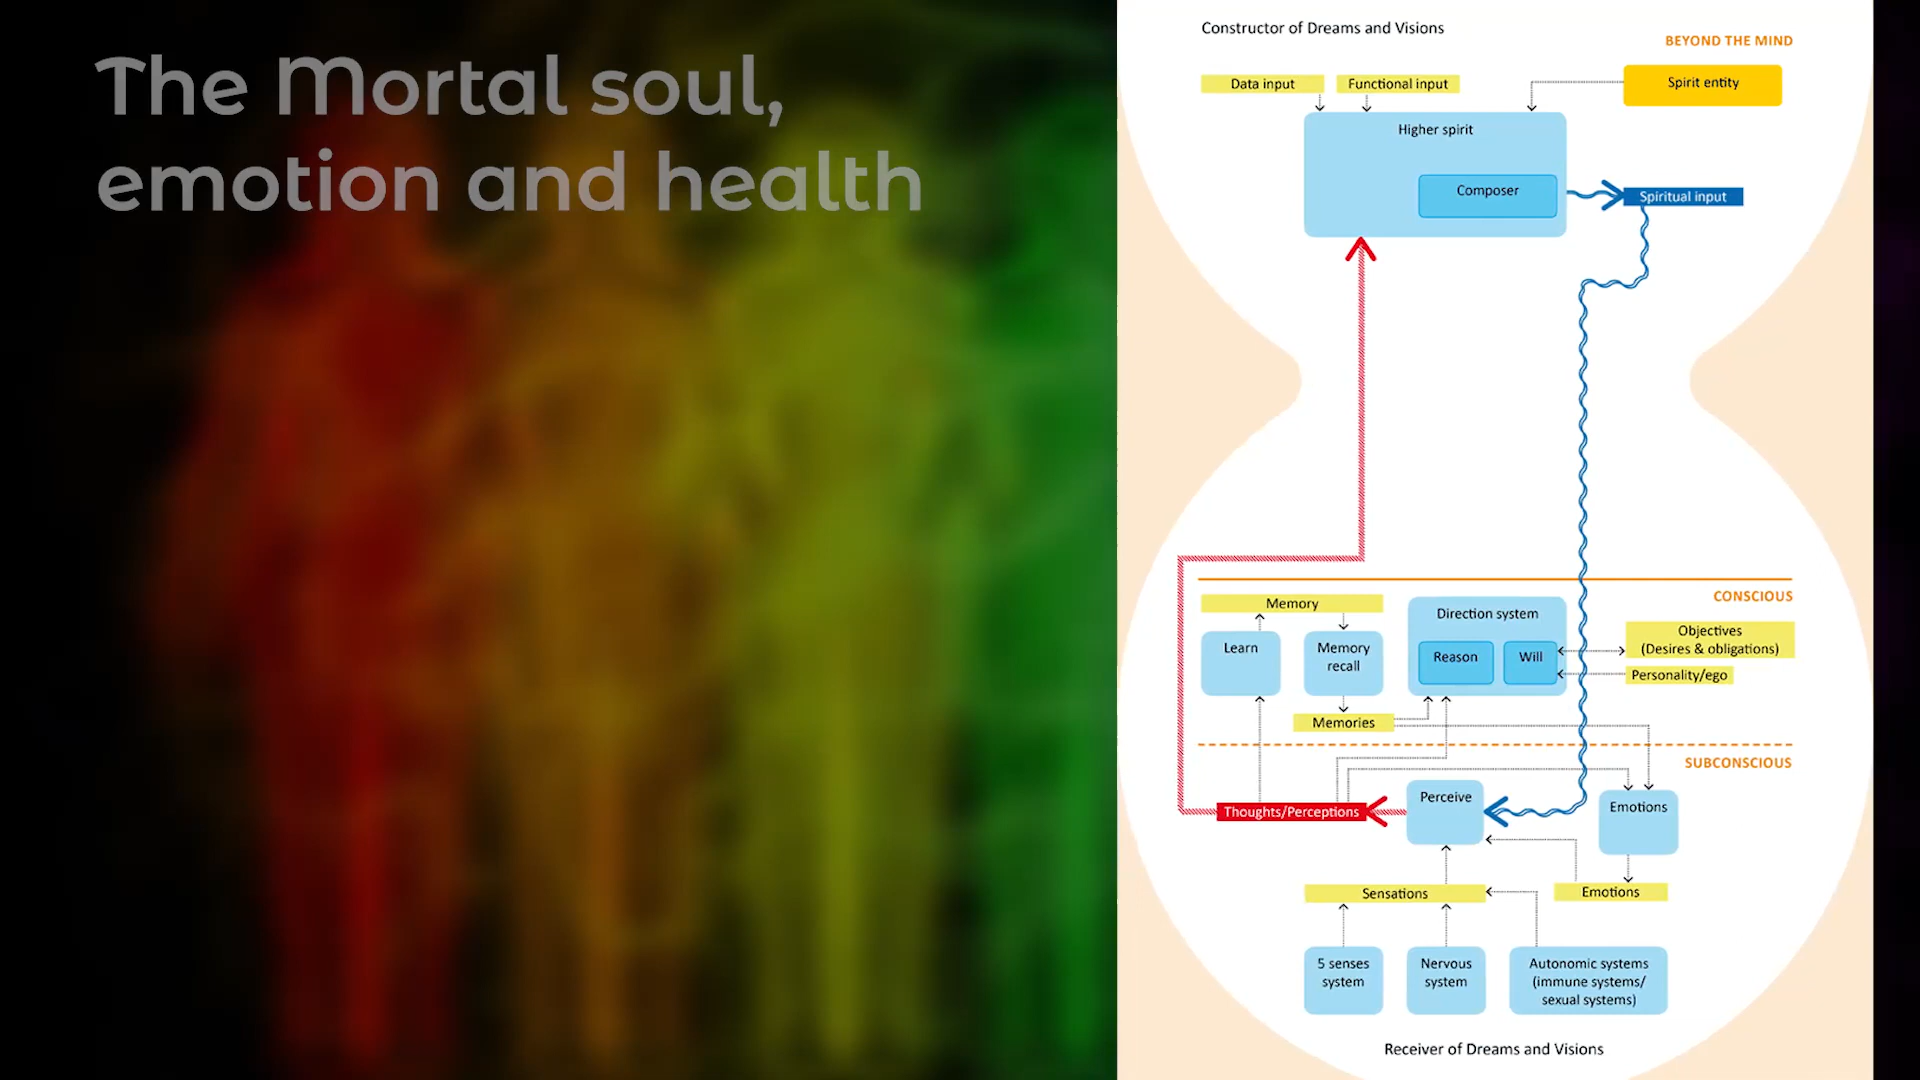 The Mortal soul,
emotion and health
Constructor of Dreams and Visions
BEYOND THE MIND
Data input
Functional input
Spirit entity
Higher spirit
Composer
Spiritual input
CONSCIOUS
Memory
Learn
Memory
recall
Direction system
Reason
Will
Objectives
(Desires & obligations)
Personality/ego
Memories
SUBCONSCIOUS
Thoughts/Perceptions
Perceive
Emotions
Sensations
Emotions
5 senses
system
Nervous
system
Autonomic systems
(immune systems/
sexual systems)
Receiver of Dreams and Visions